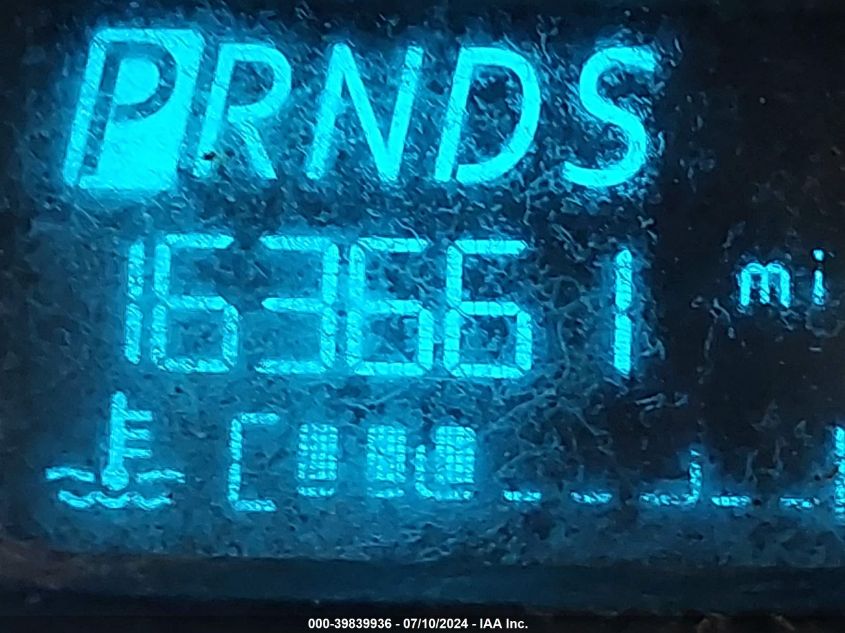 PRNDS
163661 mi
C
000-39839936 - 07/10/2024 - IAA Inc.